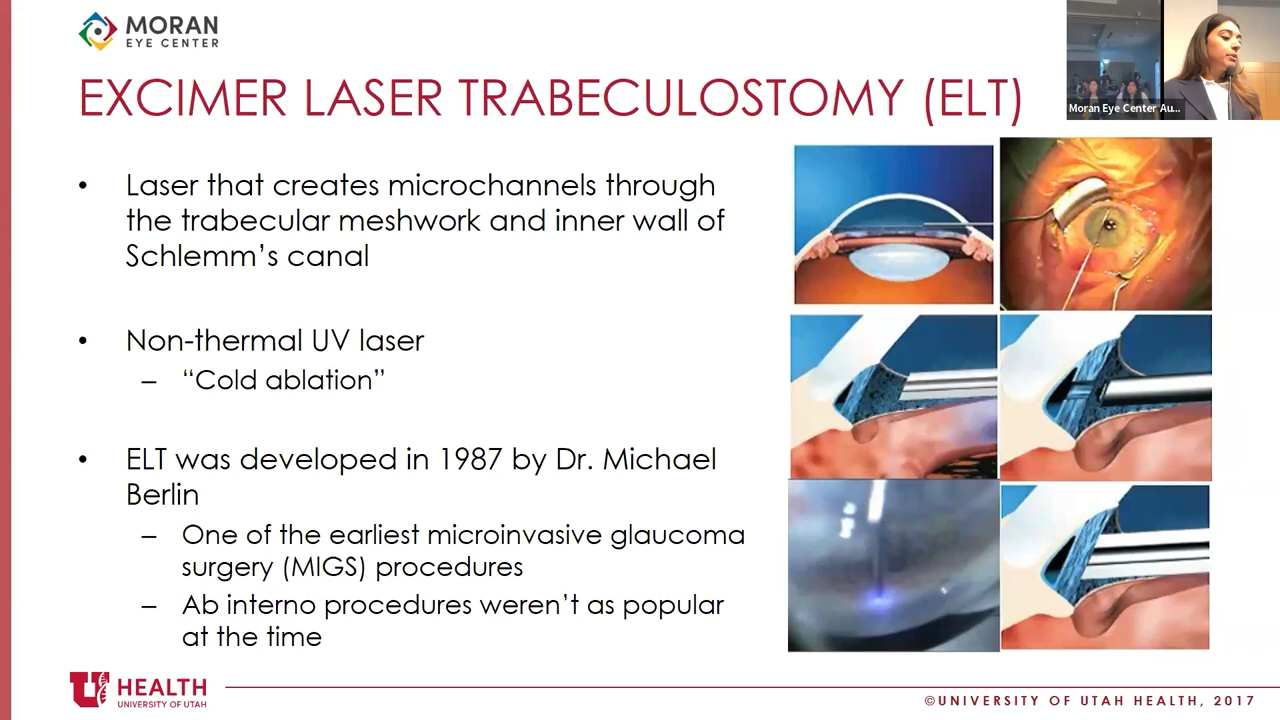 MORAN
EYE CENTER
EXCIMER LASER TRABECULOSTOMY (ELT)
Moran Eye Center Au...
• Laser that creates microchannels through
the trabecular meshwork and inner wall of
Schlemm’s canal
• Non-thermal UV laser
– “Cold ablation”
• ELT was developed in 1987 by Dr. Michael
Berlin
– One of the earliest microinvasive glaucoma
surgery (MIGS) procedures
– Ab interno procedures weren’t as popular
at the time
U HEALTH
UNIVERSITY OF UTAH
©UNIVERSITY OF UTAH HEALTH, 2017